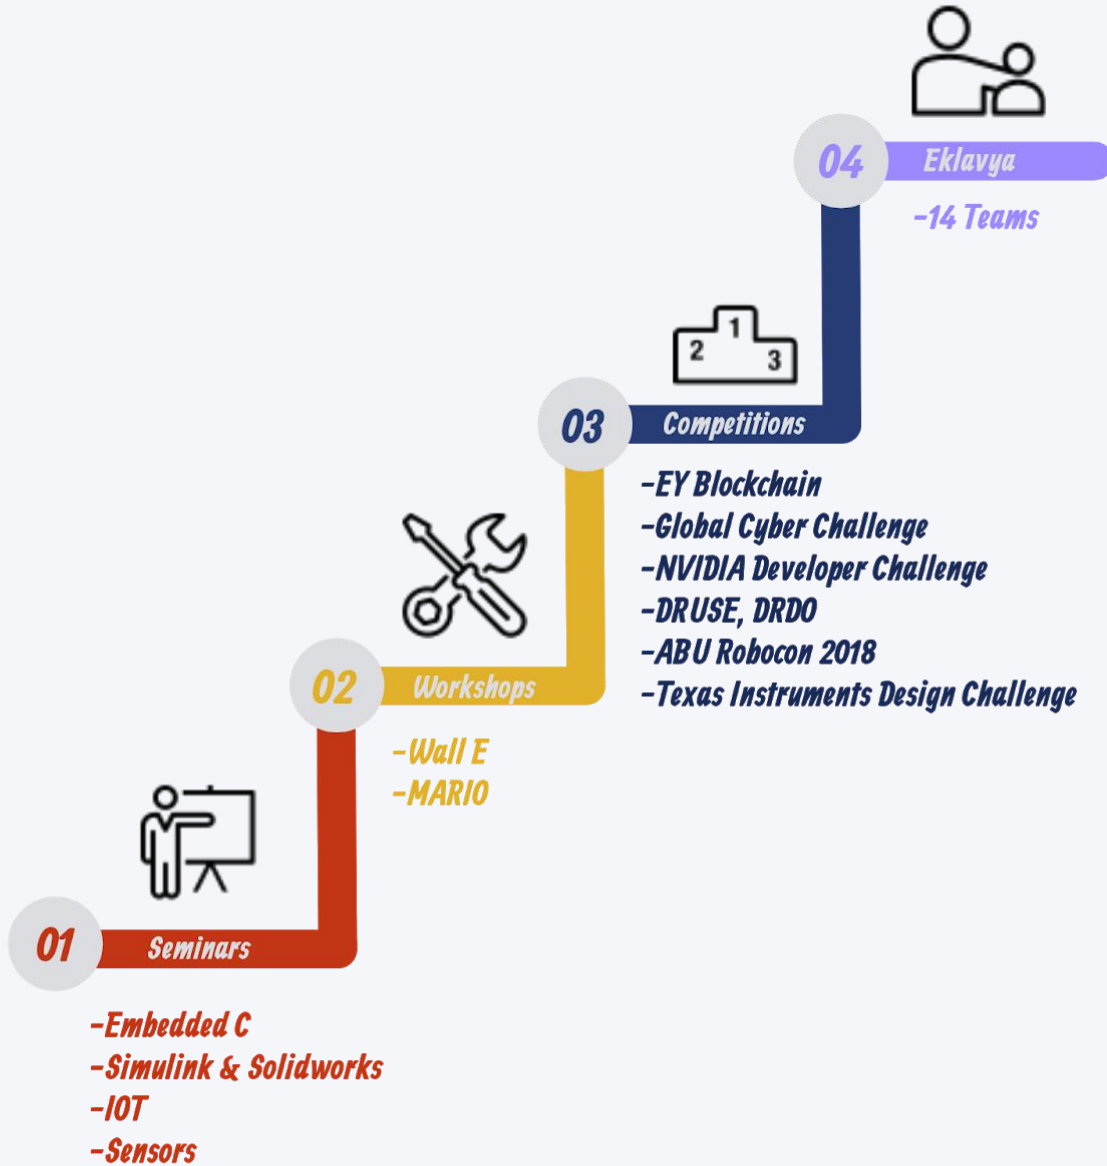 04
Eklavya
-14 Teams
1
2
3
03
Competitions
-EY Blockchain
-Global Cyber Challenge
-NVIDIA Developer Challenge
-DRUSE, DRDO
-ABU Robocon 2018
-Texas Instruments Design Challenge
02
Workshops
-Wall E
-MARIO
01
Seminars
-Embedded C
-Simulink & Solidworks
-IOT
-Sensors